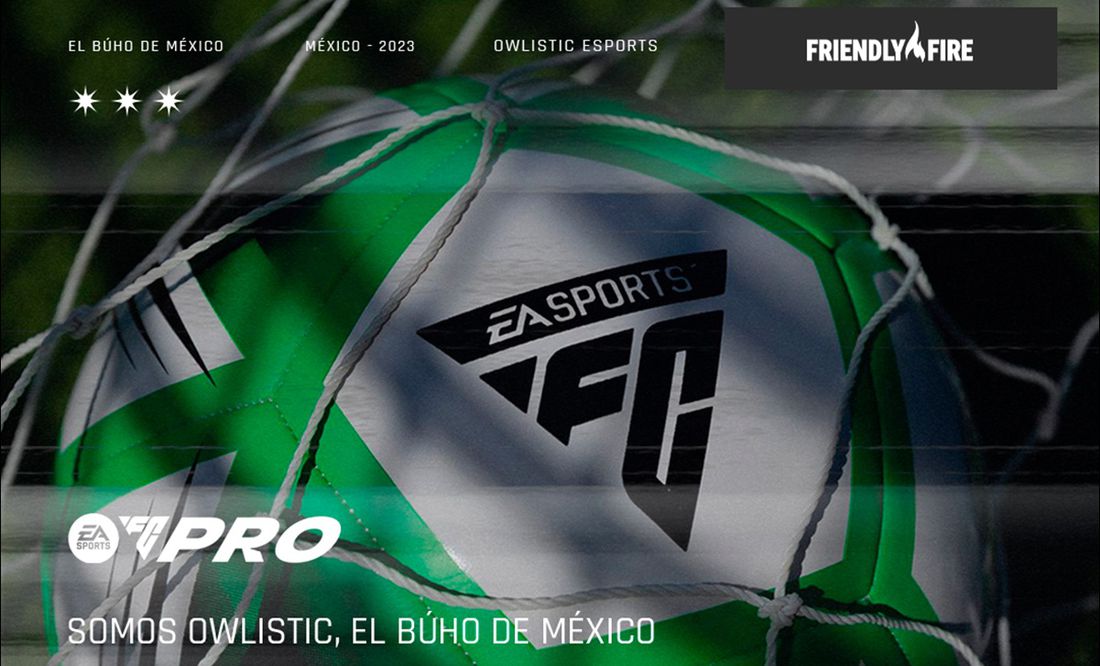 EL BÚHO DE MÉXICO
MÉXICO - 2023
OWLISTIC ESPORTS
FRIENDLY FIRE
EA SPORTS
FC
EA SPORTS FC PRO
SOMOS OWLISTIC, EL BÚHO DE MÉXICO